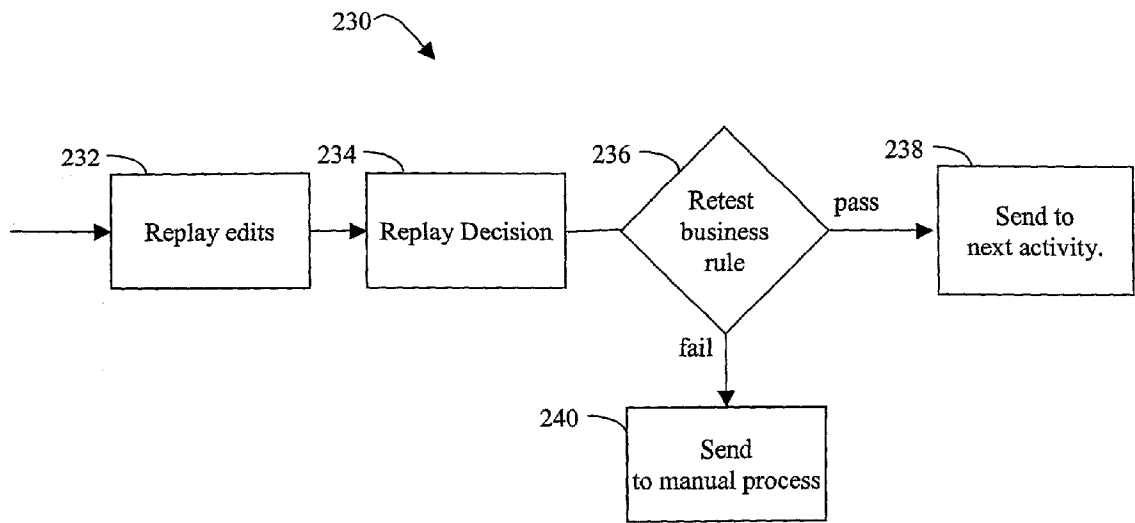 230
232
Replay edits
234
Replay Decision
236
Retest
business
rule
pass
238
Send to
next activity.
fail
240
Send
to manual process